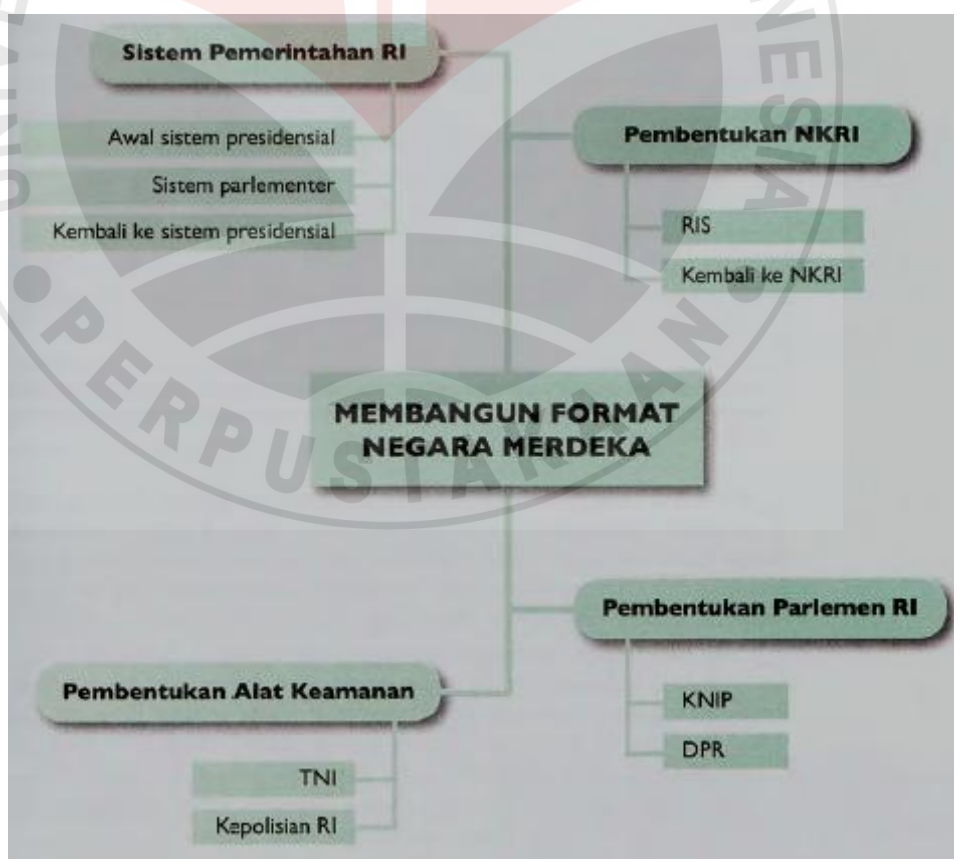 Sistem Pemerintahan RI
Awal sistem presidensial
Sistem parlementer
Kembali ke sistem presidensial
Pembentukan NKRI
RIS
Kembali ke NKRI
MEMBANGUN FORMAT
NEGARA MERDEKA
Pembentukan Parlemen RI
KNIP
DPR
Pembentukan Alat Keamanan
TNI
Kepolisian RI
PERPUSTAKAAN